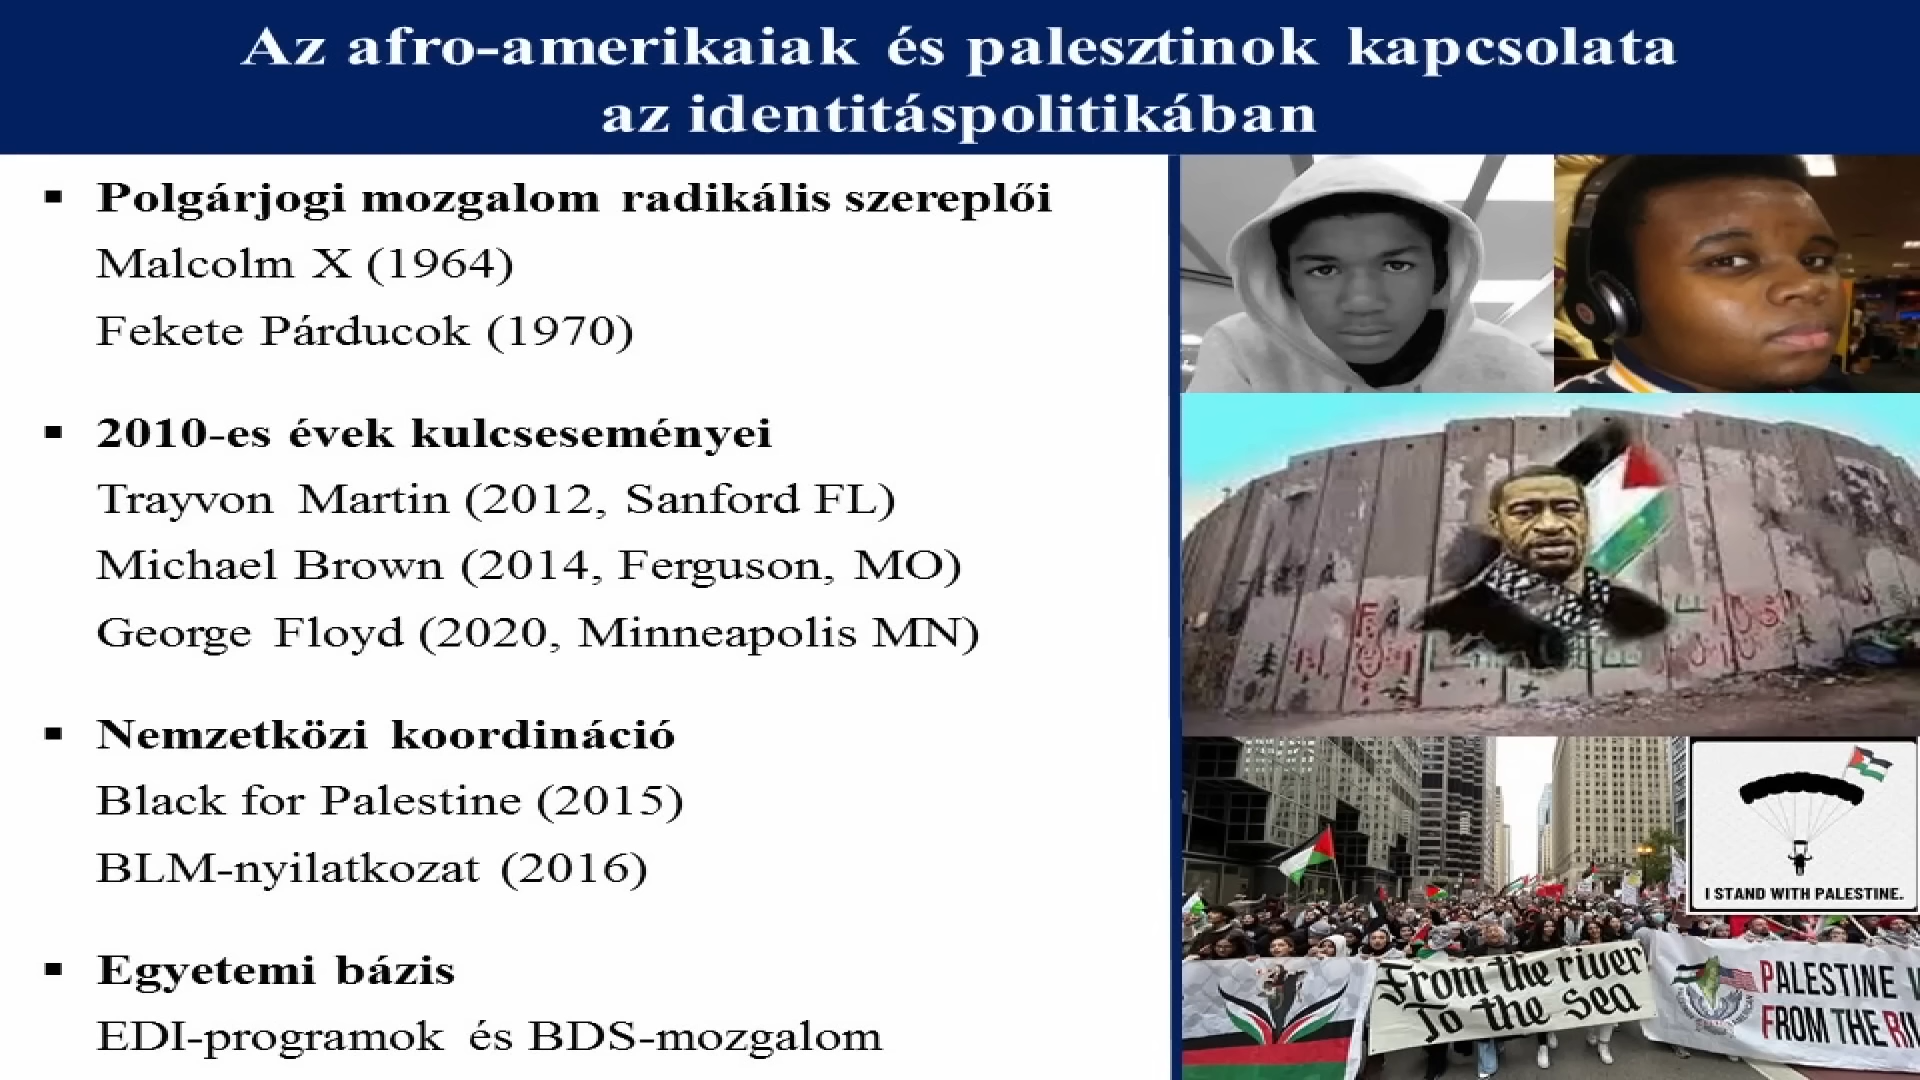 Az afro-amerikaiak és palesztinok kapcsolata
az identitáspolitikában
▪ Polgárjogi mozgalom radikális szereplői
Malcolm X (1964)
Fekete Párducok (1970)
▪ 2010-es évek kulcseseményei
Trayvon Martin (2012, Sanford FL)
Michael Brown (2014, Ferguson, MO)
George Floyd (2020, Minneapolis MN)
▪ Nemzetközi koordináció
Black for Palestine (2015)
BLM-nyilatkozat (2016)
▪ Egyetemi bázis
EDI-programok és BDS-mozgalom
I STAND WITH PALESTINE.
From the river
To the sea
PALESTINE
FROM THE